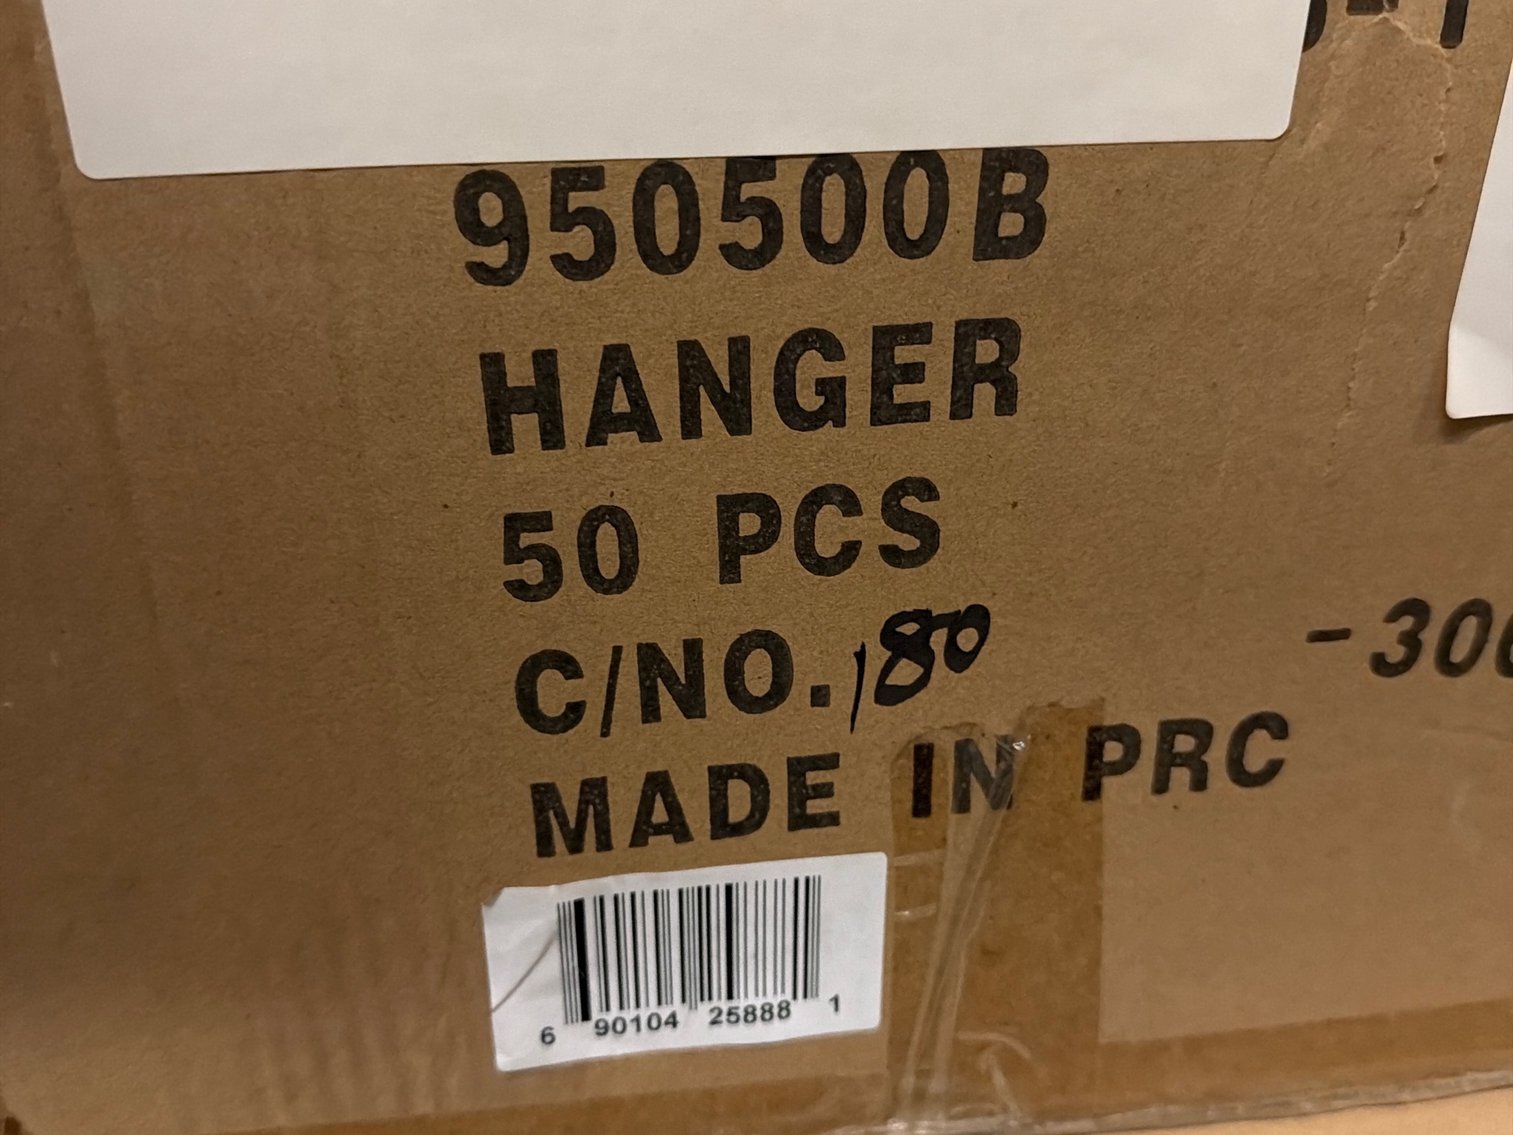 950500B
HANGER
50 PCS
C/NO.180 -300
MADE IN PRC
6 90104 25888 1